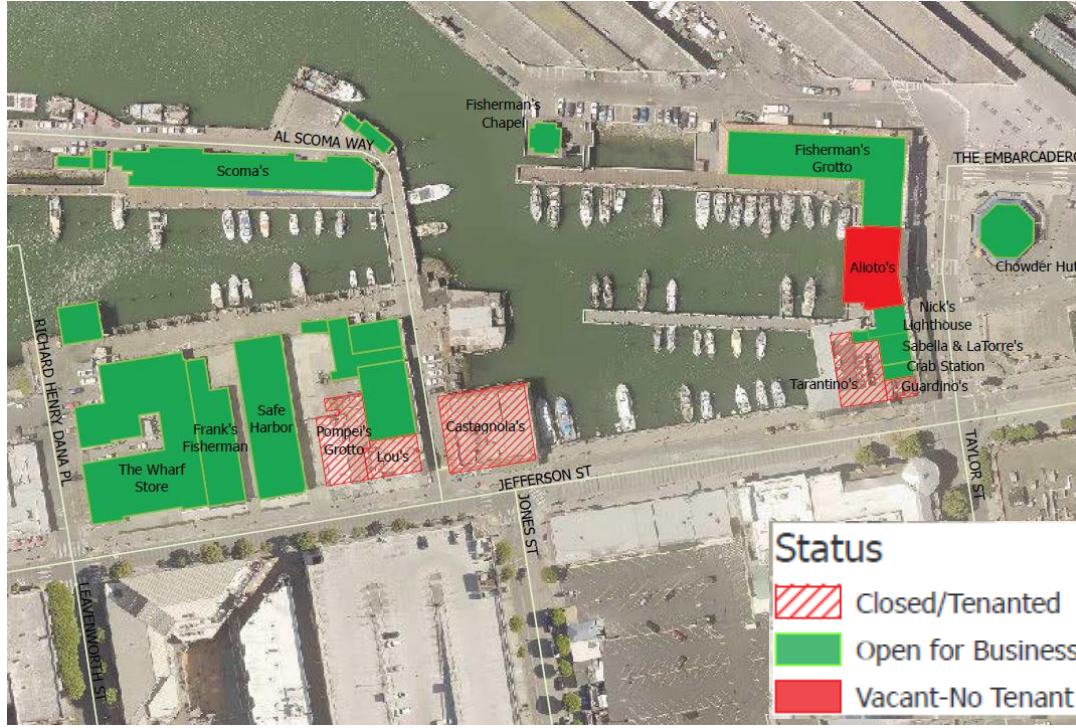 Fisherman's
Chapel
AL SCOMA WAY
Scoma's
Fisherman's
Grotto
THE EMBARCADERO
Alioto's
Chowder Hut
Nick's
Lighthouse
Sabella & LaTorre's
Crab Station
Guardino's
Tarantino's
RICHARD HENRY DANA PL
Frank's
Fisherman
Safe
Harbor
Pompei's
Grotto
Lou's
Castagnola's
The Wharf
Store
JEFFERSON ST
JONES ST
TAYLOR ST
LEAVENWORTH ST
Status
Closed/Tenanted
Open for Business
Vacant-No Tenant